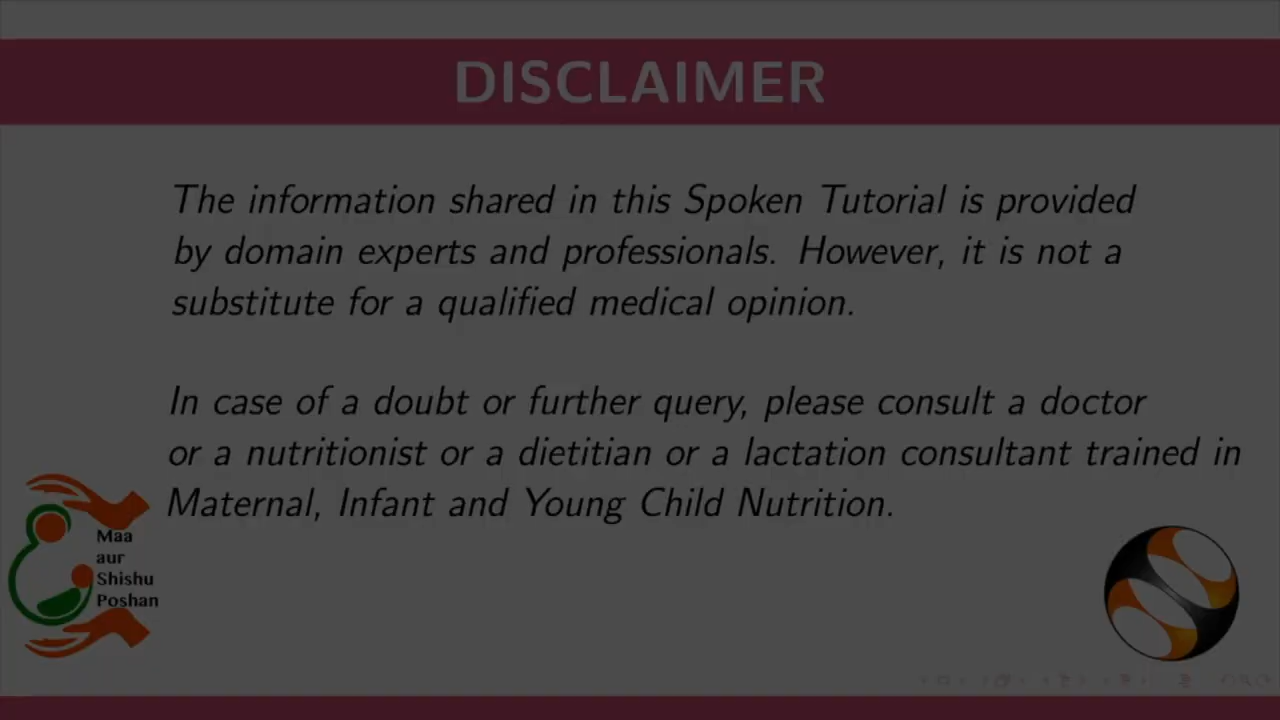 DISCLAIMER
The information shared in this Spoken Tutorial is provided
by domain experts and professionals. However, it is not a
substitute for a qualified medical opinion.
In case of a doubt or further query, please consult a doctor
or a nutritionist or a dietitian or a lactation consultant trained in
Maternal, Infant and Young Child Nutrition.
Maa
aur
Shishu
Poshan